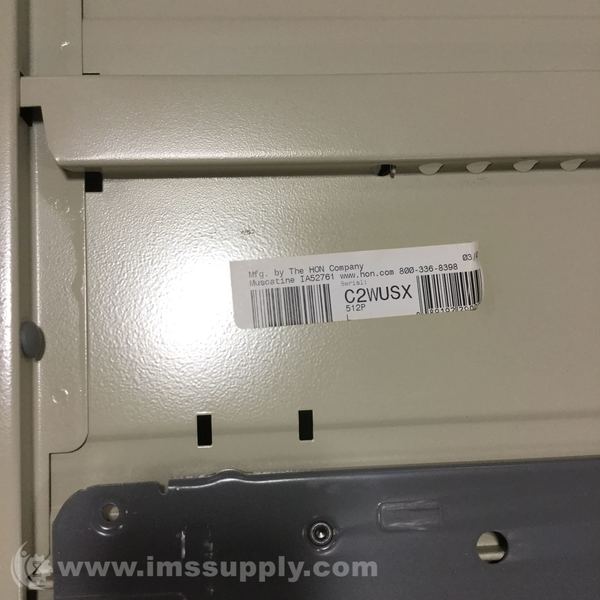 Mfg. by The HON Company
Muscatine IA52761 www.hon.com 800-336-8398
Serial:
C2WUSX
512P
L
www.imssupply.com